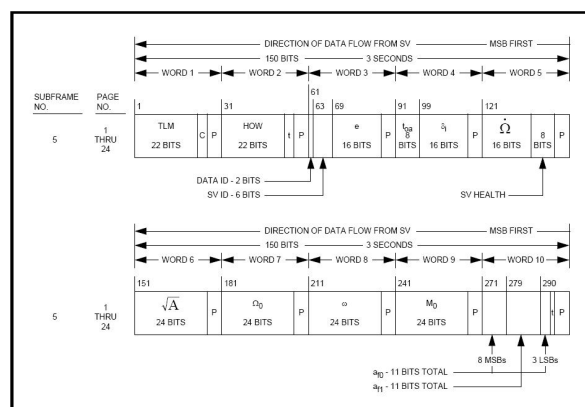 DIRECTION OF DATA FLOW FROM SV MSB FIRST
150 BITS 3 SECONDS
WORD 1 WORD 2 WORD 3 WORD 4 WORD 5
SUBFRAME NO. PAGE NO.
61
1 31 63 69 91 99 121
5 1 THRU 24
TLM C P HOW t P e P t_oa δ_i P Ω̇ P
22 BITS 22 BITS 16 BITS 8 BITS 16 BITS 16 BITS 8 BITS
DATA ID - 2 BITS
SV ID - 6 BITS
SV HEALTH
DIRECTION OF DATA FLOW FROM SV MSB FIRST
150 BITS 3 SECONDS
WORD 6 WORD 7 WORD 8 WORD 9 WORD 10
151 181 211 241 271 279 290
5 1 THRU 24
√A P Ω_0 P ω P M_0 P t P
24 BITS 24 BITS 24 BITS 24 BITS
8 MSBs 3 LSBs
a_f0 - 11 BITS TOTAL
a_f1 - 11 BITS TOTAL